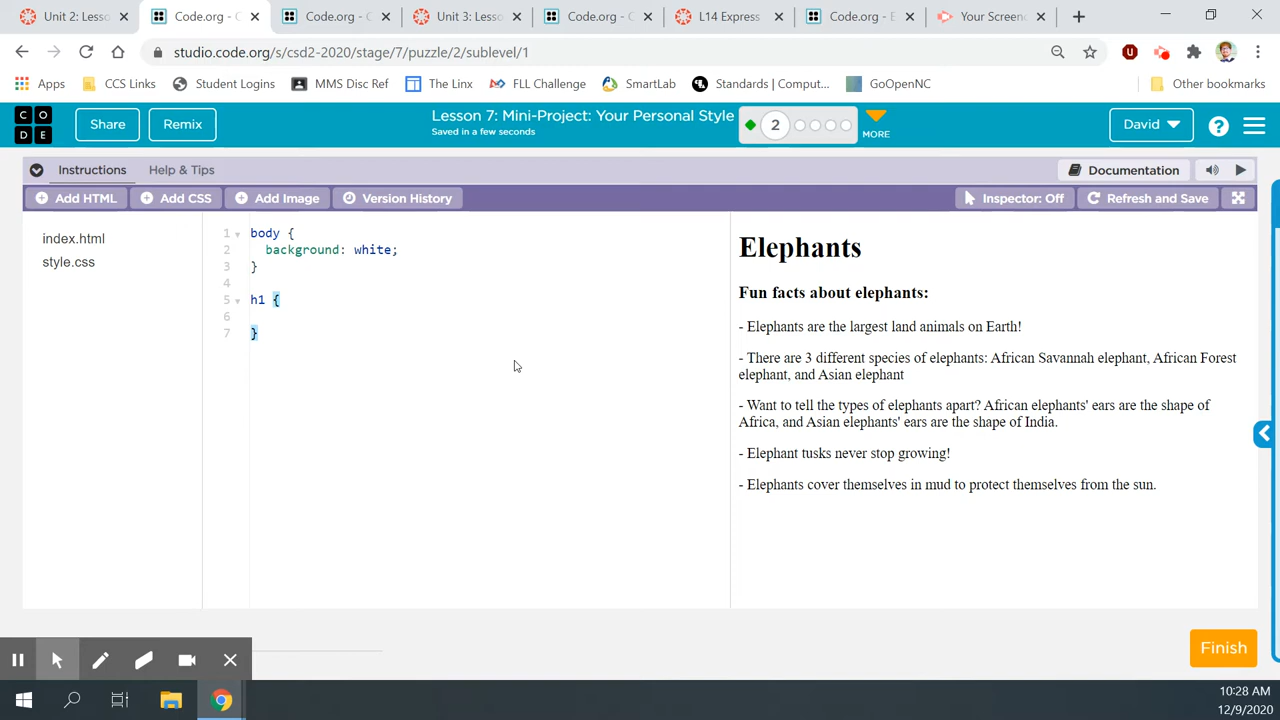 Unit 2: Lesso
Code.org - C
Code.org - C
Unit 3: Lesso
Code.org - C
L14 Express
Code.org - E
Your Screenc
studio.code.org/s/csd2-2020/stage/7/puzzle/2/sublevel/1
Apps CCS Links Student Logins MMS Disc Ref The Linx FLL Challenge SmartLab Standards | Comput... GoOpenNC Other bookmarks
C O D E
Share Remix
Lesson 7: Mini-Project: Your Personal Style
Saved in a few seconds
2
MORE
David
Instructions Help & Tips Documentation
Add HTML Add CSS Add Image Version History Inspector: Off Refresh and Save
index.html
style.css
1 body {
2 background: white;
3 }
4
5 h1 {
6
7 }
Elephants
Fun facts about elephants:
- Elephants are the largest land animals on Earth!
- There are 3 different species of elephants: African Savannah elephant, African Forest
elephant, and Asian elephant
- Want to tell the types of elephants apart? African elephants' ears are the shape of
Africa, and Asian elephants' ears are the shape of India.
- Elephant tusks never stop growing!
- Elephants cover themselves in mud to protect themselves from the sun.
Finish
10:28 AM
12/9/2020